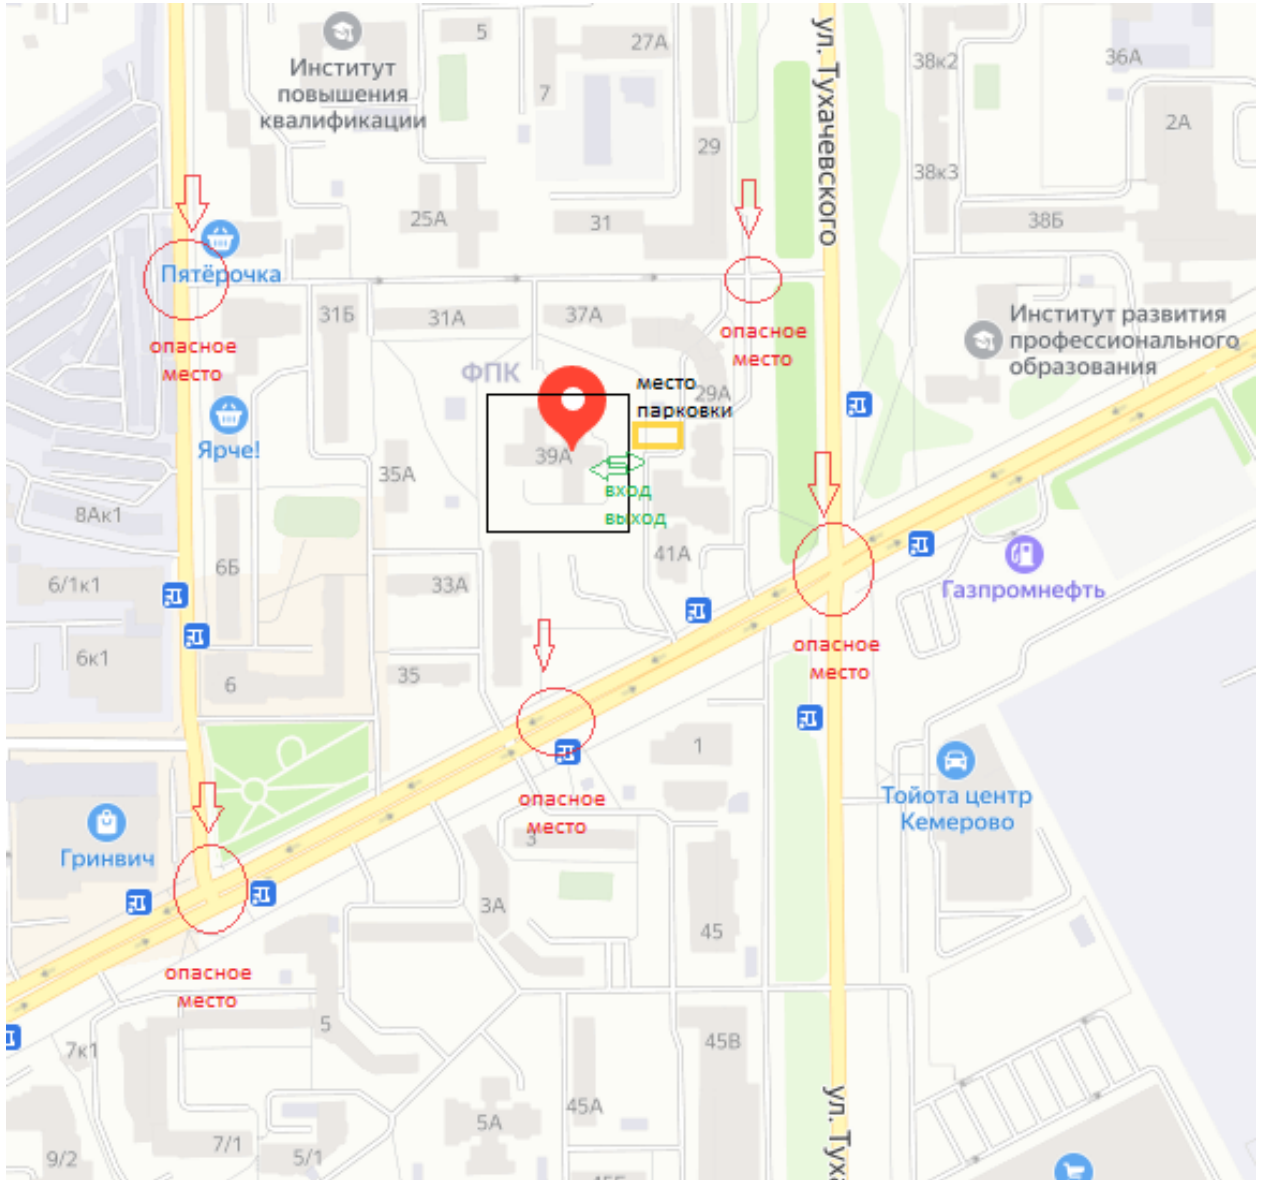 5
27А
ул. Тухачевского
38к2
36А
Институт
повышения
квалификации
7
2А
29
38к3
25А
31
38Б
Пятёрочка
31Б
31А
37А
опасное
место
опасное
место
Институт развития
профессионального
образования
ФПК
место
парковки
29А
Ярче!
39А
35А
вход
выход
8Ак1
6Б
33А
41А
6/1к1
Газпромнефть
6к1
опасное
место
6
35
1
Тойота центр
Кемерово
опасное
место
3
Гринвич
3А
45
опасное
место
5
7к1
45В
45А
5А
ул. Туха
7/1
5/1
9/2